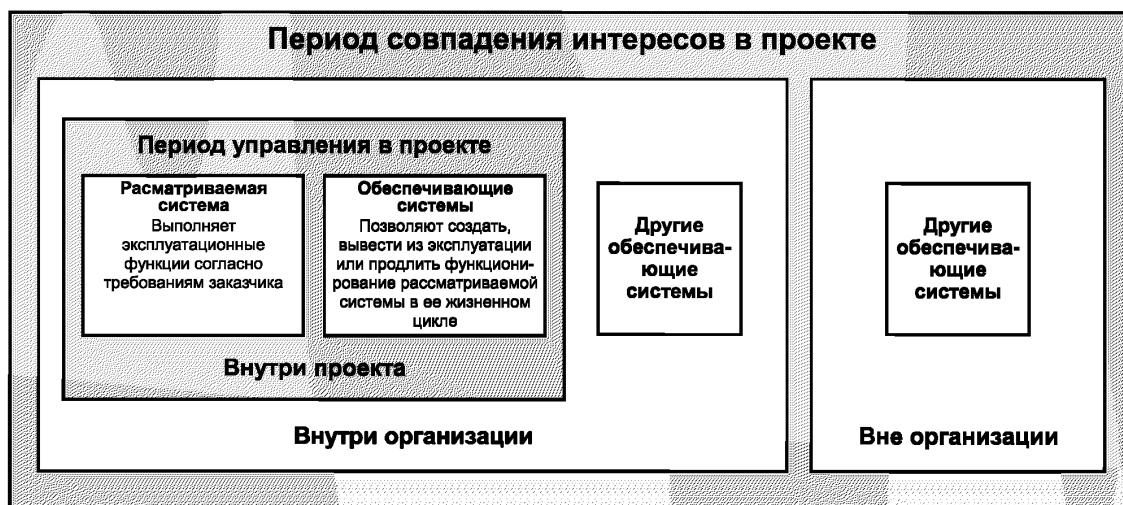 Период совпадения интересов в проекте
Период управления в проекте
Расматриваемая
система
Выполняет
эксплуатационные
функции согласно
требованиям заказчика
Обеспечивающие
системы
Позволяют создать,
вывести из эксплуатации
или продлить функциони-
рование рассматриваемой
системы в ее жизненном
цикле
Внутри проекта
Другие
обеспечива-
ющие
системы
Внутри организации
Другие
обеспечива-
ющие
системы
Вне организации